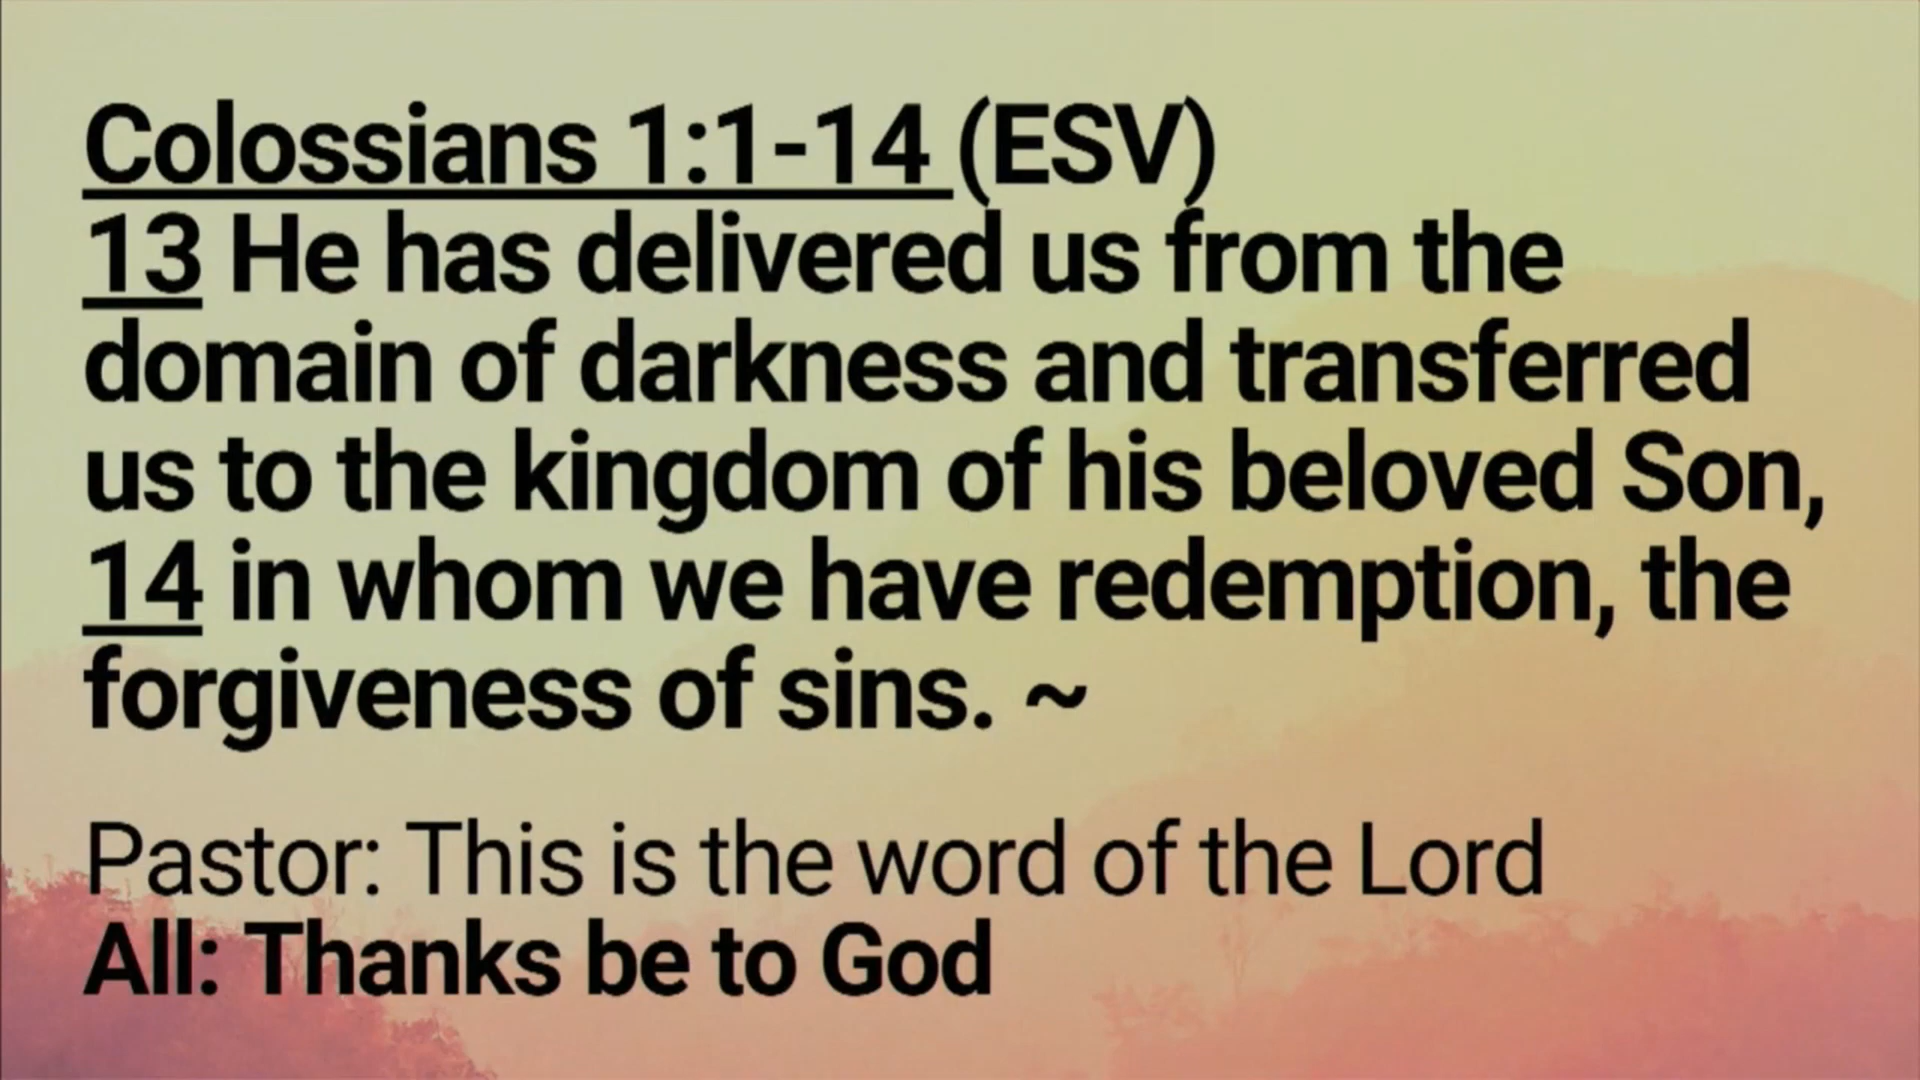 Colossians 1:1-14 (ESV)
13 He has delivered us from the
domain of darkness and transferred
us to the kingdom of his beloved Son,
14 in whom we have redemption, the
forgiveness of sins. ~
Pastor: This is the word of the Lord
All: Thanks be to God